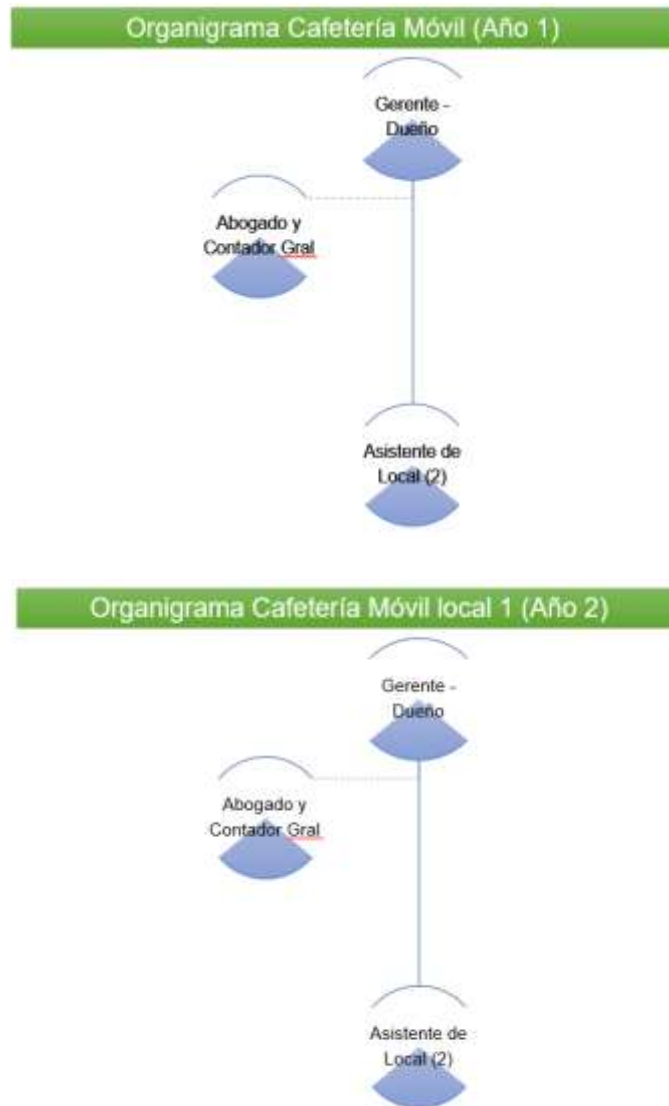 Organigrama Cafetería Móvil (Año 1)
Gerente -
Dueño
Abogado y
Contador Gral
Asistente de
Local (2)
Organigrama Cafetería Móvil local 1 (Año 2)
Gerente -
Dueño
Abogado y
Contador Gral
Asistente de
Local (2)